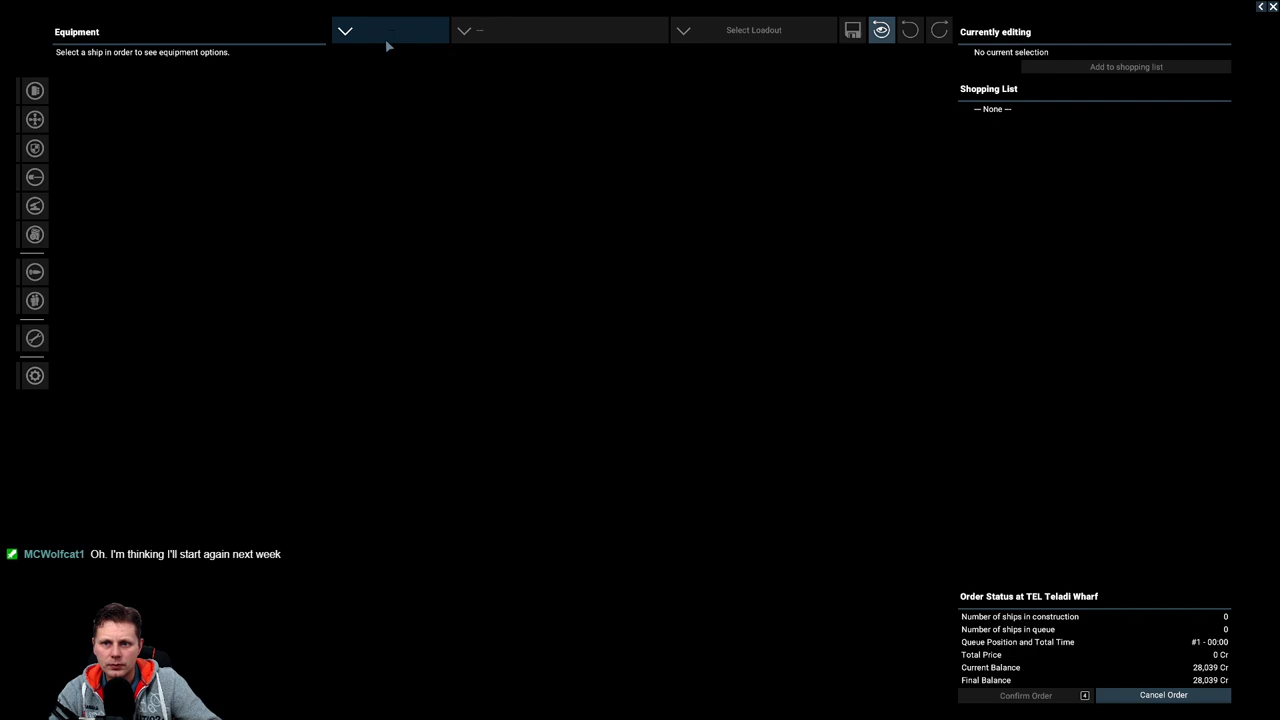 Equipment
Select a ship in order to see equipment options.
---
---
Select Loadout
Currently editing
No current selection
Add to shopping list
Shopping List
--- None ---
MCWolfcat1 Oh. I'm thinking I'll start again next week
Order Status at TEL Teladi Wharf
Number of ships in construction 0
Number of ships in queue 0
Queue Position and Total Time #1 - 00:00
Total Price 0 Cr
Current Balance 28,039 Cr
Final Balance 28,039 Cr
Confirm Order 4
Cancel Order